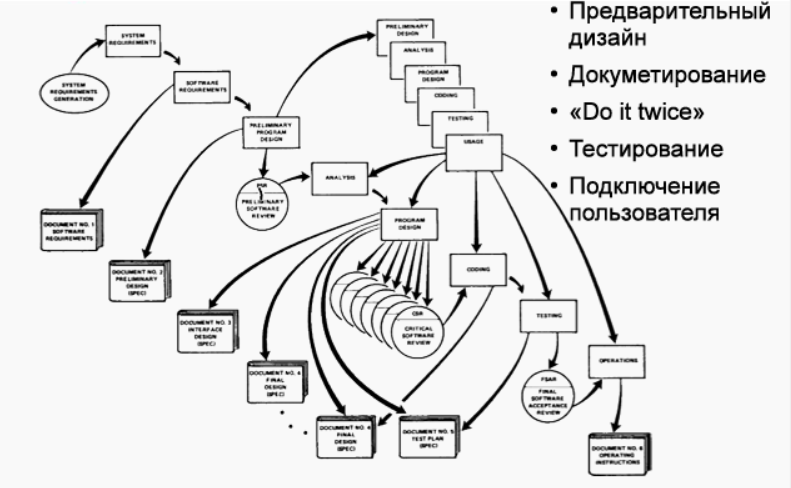 SYSTEM
REQUIREMENTS
SYSTEM
REQUIREMENTS
GENERATION
SOFTWARE
REQUIREMENTS
PRELIMINARY
PROGRAM
DESIGN
PRELIMINARY
DESIGN
ANALYSIS
PROGRAM
DESIGN
CODING
TESTING
USAGE
PRELIMINARY
SOFTWARE
REVIEW
ANALYSIS
PROGRAM
DESIGN
DOCUMENT NO. 1
SOFTWARE
REQUIREMENTS
DOCUMENT NO. 2
PRELIMINARY
DESIGN
(SPEC)
DOCUMENT NO. 3
INTERFACE
DESIGN
(SPEC)
DOCUMENT NO. 4
FINAL
DESIGN
(SPEC)
DOCUMENT NO. 4
FINAL
DESIGN
(SPEC)
DOCUMENT NO. 5
TEST PLAN
(SPEC)
CODING
CRITICAL
SOFTWARE
REVIEW
TESTING
OPERATIONS
FSAR
FINAL
SOFTWARE
ACCEPTANCE
REVIEW
DOCUMENT NO. 6
OPERATING
INSTRUCTIONS
• Предварительный
дизайн
• Докуметирование
• «Do it twice»
• Тестирование
• Подключение
пользователя